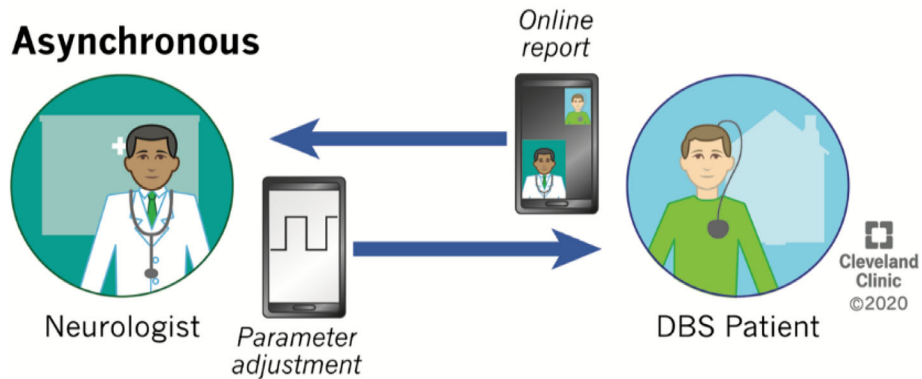 Asynchronous
Online
report
Neurologist
Parameter
adjustment
DBS Patient
Cleveland
Clinic
©2020